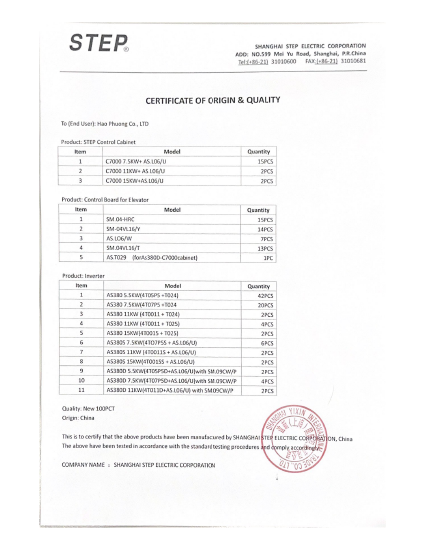 STEP®
SHANGHAI STEP ELECTRIC CORPORATION
ADD: NO.599 Mei Yu Road, Shanghai, P.R.China
Tel:(+86-21) 31010600 FAX:(+86-21) 31010681
CERTIFICATE OF ORIGIN & QUALITY
To (End User): Hao Phuong Co., LTD
Product: STEP Control Cabinet
Item Model Quantity
1 C7000 7.5KW+ AS.L06/U 15PCS
2 C7000 11KW+ AS.L06/U 2PCS
3 C7000 15KW+AS.L06/U 2PCS
Product: Control Board for Elevator
Item Model Quantity
1 SM.04-HRC 15PCS
2 SM-04VL16/Y 14PCS
3 AS.L06/W 7PCS
4 SM.04VL16/T 13PCS
5 AS.T029 (forAs380D-C7000cabinet) 1PC
Product: Inverter
Item Model Quantity
1 AS380 5.5KW(4T05P5 +T024) 42PCS
2 AS380 7.5KW(4T07P5 +T024 20PCS
3 AS380 11KW (4T0011 + T024) 2PCS
4 AS380 11KW (4T0011 + T025) 4PCS
5 AS380 15KW(4T0015 + T025) 2PCS
6 AS380S 7.5KW(4T07P5S + AS.L06/U) 6PCS
7 AS380S 11KW (4T0011S + AS.L06/U) 2PCS
8 AS380S 15KW(4T0015S + AS.L06/U) 2PCS
9 AS380D 5.5KW(4T05P5D+AS.L06/U)with SM.09CW/P 2PCS
10 AS380D 7.5KW(4T07P5D+AS.L06/U)with SM.09CW/P 4PCS
11 AS380D 11KW(4T011D+AS.L06/U) with SM.09CW/P 2PCS
Quality: New 100PCT
Origin: China
This is to certify that the above products have been manufacured by SHANGHAI STEP ELECTRIC CORPORATION, China
The above have been tested in accordance with the standard testing procedures and comply accordingly.
COMPANY NAME : SHANGHAI STEP ELECTRIC CORPORATION
SHANGHAI YIXIN INTERNATIONAL TRADE CO LTD